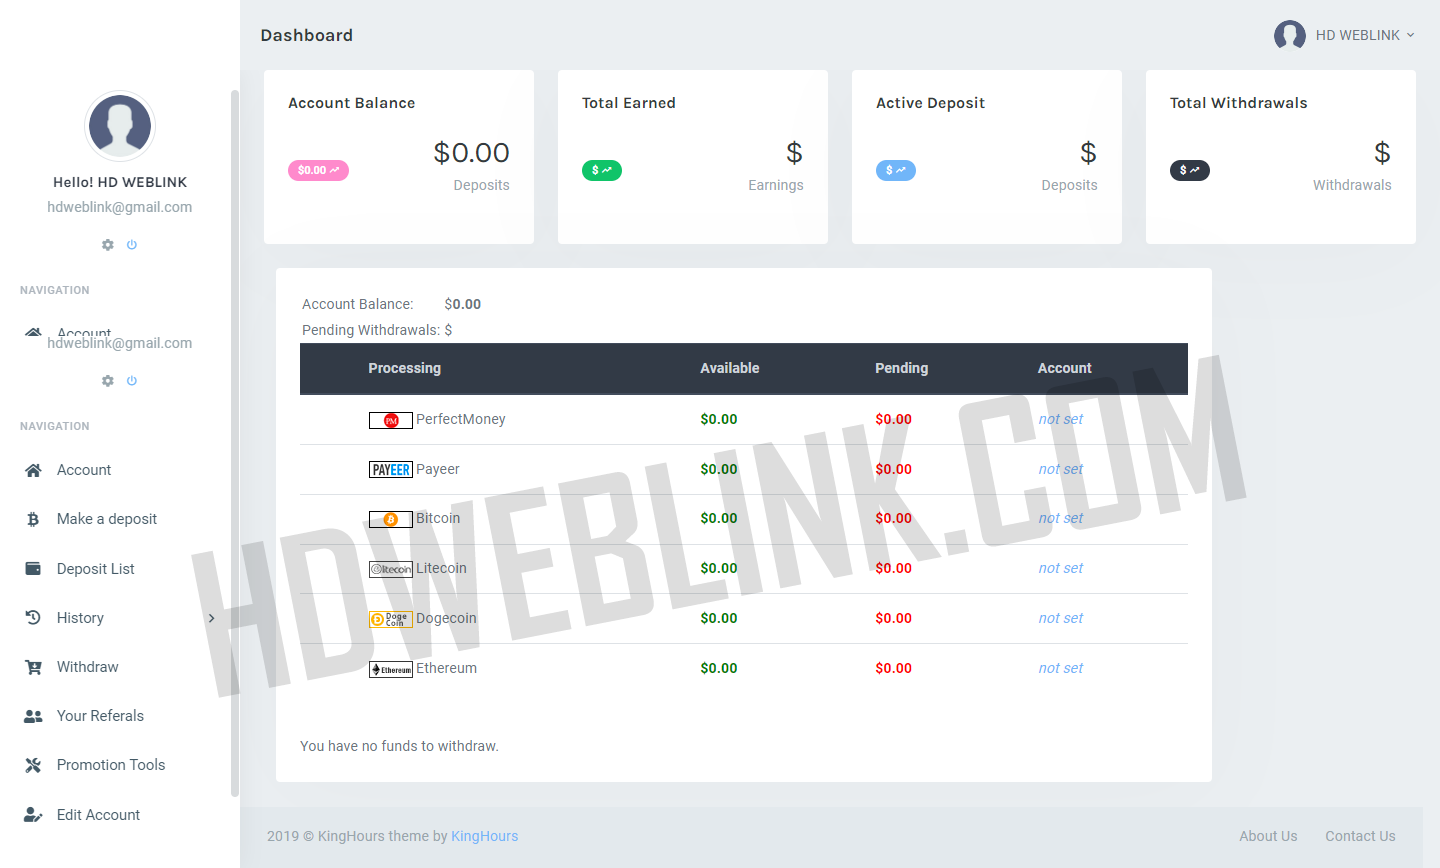 Dashboard
HD WEBLINK
Hello! HD WEBLINK
hdweblink@gmail.com
NAVIGATION
Account
hdweblink@gmail.com
NAVIGATION
Account
Make a deposit
Deposit List
History
Withdraw
Your Referals
Promotion Tools
Edit Account
Account Balance
$0.00
$0.00
Deposits
Total Earned
$
$
Earnings
Active Deposit
$
$
Deposits
Total Withdrawals
$
$
Withdrawals
Account Balance: $0.00
Pending Withdrawals: $
Processing Available Pending Account
PM PerfectMoney $0.00 $0.00 not set
PAYEER Payeer $0.00 $0.00 not set
Bitcoin $0.00 $0.00 not set
litecoin Litecoin $0.00 $0.00 not set
Doge Coin Dogecoin $0.00 $0.00 not set
Ethereum Ethereum $0.00 $0.00 not set
You have no funds to withdraw.
HDWEBLINK.COM
2019 © KingHours theme by KingHours
About Us Contact Us